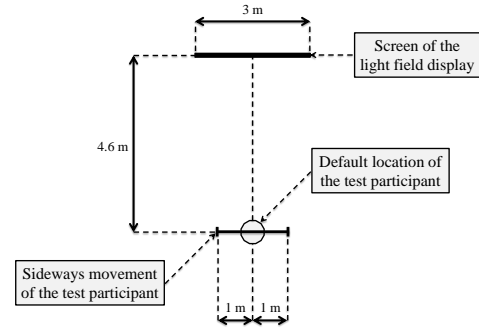 3 m
Screen of the
light field display
4.6 m
Default location of
the test participant
Sideways movement
of the test participant
1 m 1 m